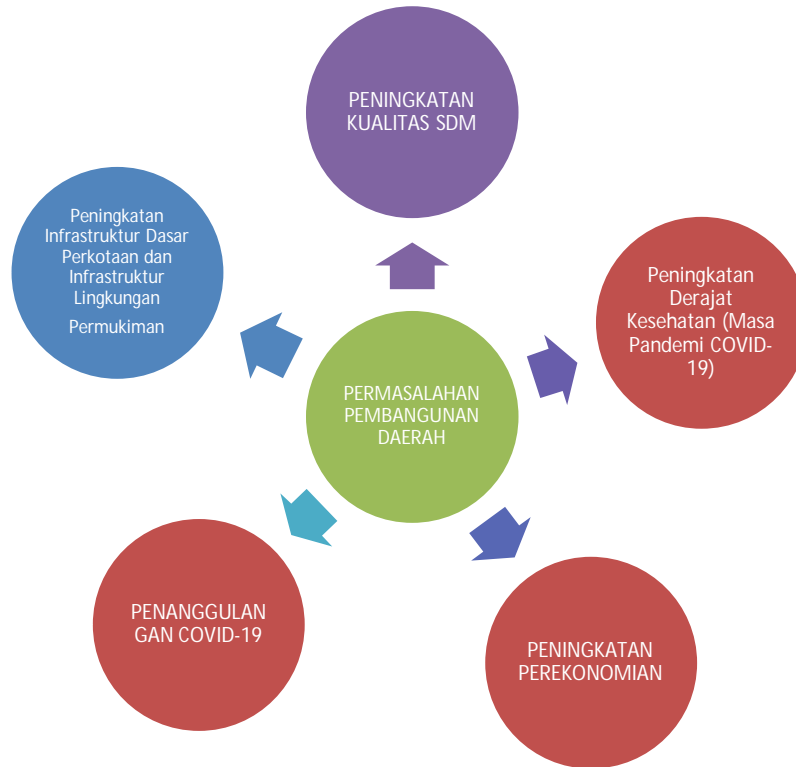 PENINGKATAN
KUALITAS SDM
Peningkatan
Infrastruktur Dasar
Perkotaan dan
Infrastruktur
Lingkungan
Permukiman
Peningkatan
Derajat
Kesehatan (Masa
Pandemi COVID-
19)
PERMASALAHAN
PEMBANGUNAN
DAERAH
PENANGGULAN
GAN COVID-19
PENINGKATAN
PEREKONOMIAN